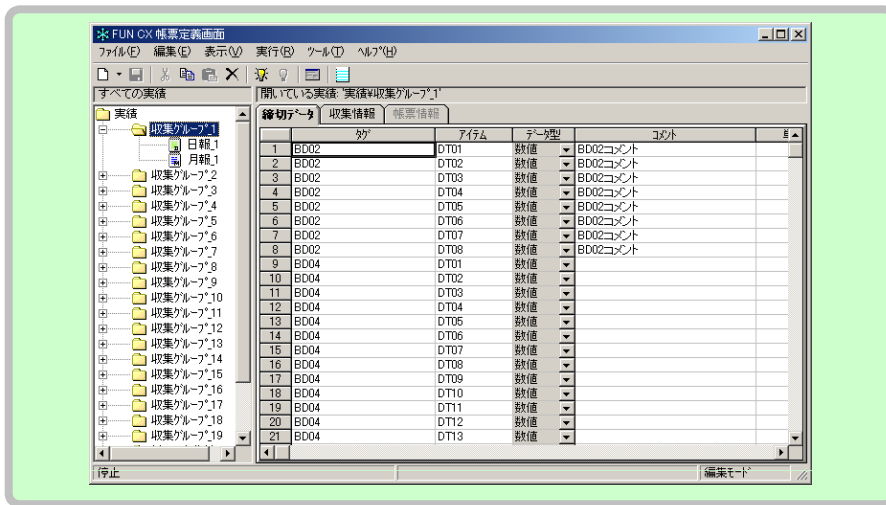 FUN CX 帳票定義画面
ﾌｧｲﾙ(F) 編集(E) 表示(V) 実行(R) ﾂｰﾙ(T) ﾍﾙﾌﾟ(H)
すべての実績 開いている実績: '実績¥収集ｸﾞﾙｰﾌﾟ_1'
実績
収集ｸﾞﾙｰﾌﾟ_1
日報_1
月報_1
収集ｸﾞﾙｰﾌﾟ_2
収集ｸﾞﾙｰﾌﾟ_3
収集ｸﾞﾙｰﾌﾟ_4
収集ｸﾞﾙｰﾌﾟ_5
収集ｸﾞﾙｰﾌﾟ_6
収集ｸﾞﾙｰﾌﾟ_7
収集ｸﾞﾙｰﾌﾟ_8
収集ｸﾞﾙｰﾌﾟ_9
収集ｸﾞﾙｰﾌﾟ_10
収集ｸﾞﾙｰﾌﾟ_11
収集ｸﾞﾙｰﾌﾟ_12
収集ｸﾞﾙｰﾌﾟ_13
収集ｸﾞﾙｰﾌﾟ_14
収集ｸﾞﾙｰﾌﾟ_15
収集ｸﾞﾙｰﾌﾟ_16
収集ｸﾞﾙｰﾌﾟ_17
収集ｸﾞﾙｰﾌﾟ_18
収集ｸﾞﾙｰﾌﾟ_19
締切ﾃﾞｰﾀ 収集情報 帳票情報
ﾀｸﾞ ｱｲﾃﾑ ﾃﾞｰﾀ型 ｺﾒﾝﾄ
1 BD02 DT01 数値 BD02コメント
2 BD02 DT02 数値 BD02コメント
3 BD02 DT03 数値 BD02コメント
4 BD02 DT04 数値 BD02コメント
5 BD02 DT05 数値 BD02コメント
6 BD02 DT06 数値 BD02コメント
7 BD02 DT07 数値 BD02コメント
8 BD02 DT08 数値 BD02コメント
9 BD04 DT01 数値
10 BD04 DT02 数値
11 BD04 DT03 数値
12 BD04 DT04 数値
13 BD04 DT05 数値
14 BD04 DT06 数値
15 BD04 DT07 数値
16 BD04 DT08 数値
17 BD04 DT09 数値
18 BD04 DT10 数値
19 BD04 DT11 数値
20 BD04 DT12 数値
21 BD04 DT13 数値
停止 編集ﾓｰﾄﾞ